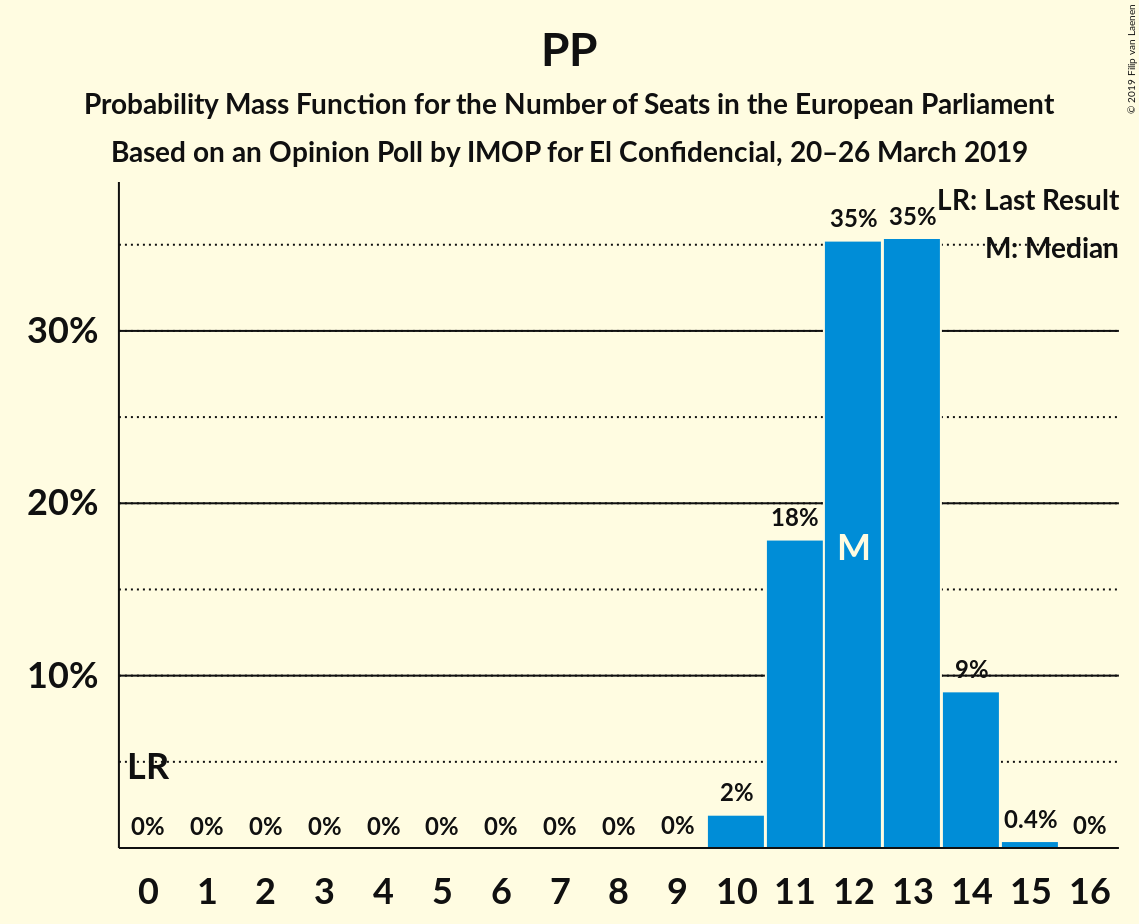 PP
Probability Mass Function for the Number of Seats in the European Parliament
Based on an Opinion Poll by IMOP for El Confidencial, 20–26 March 2019
© 2019 Filip van Laenen
LR: Last Result
M: Median
30%
20%
10%
LR
M
0% 0% 0% 0% 0% 0% 0% 0% 0% 0% 2% 18% 35% 35% 9% 0.4% 0%
0 1 2 3 4 5 6 7 8 9 10 11 12 13 14 15 16